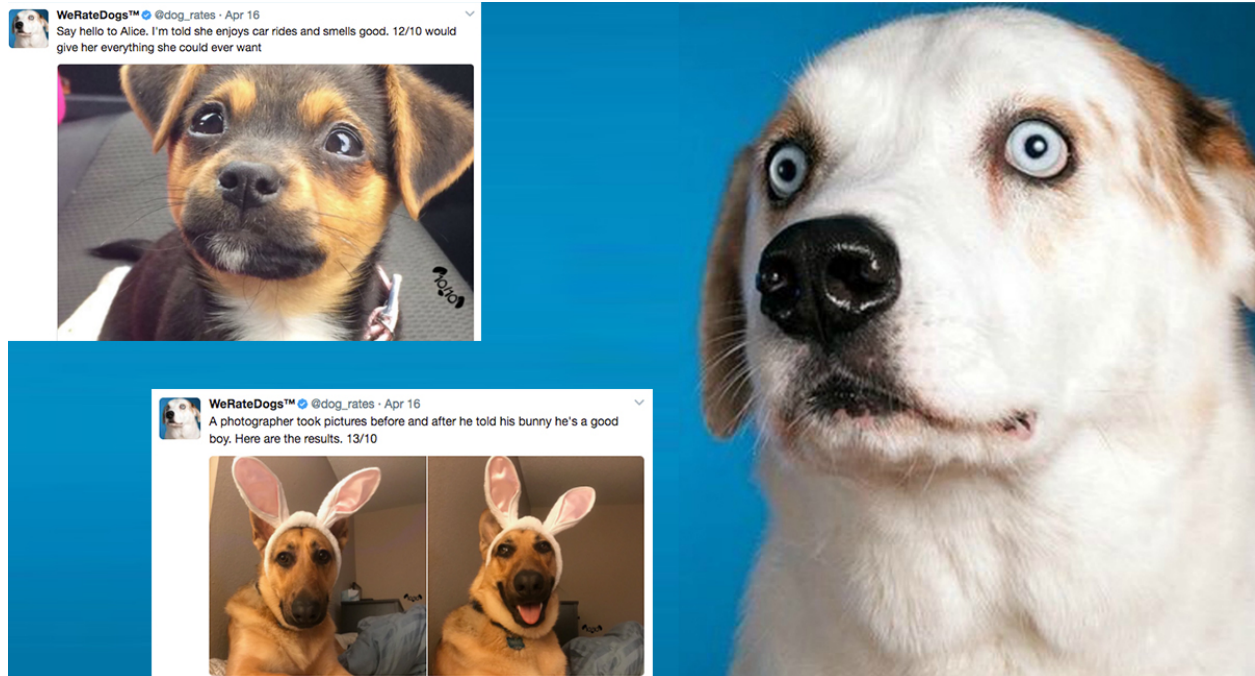 WeRateDogs™ @dog_rates · Apr 16
Say hello to Alice. I'm told she enjoys car rides and smells good. 12/10 would
give her everything she could ever want
WeRateDogs™ @dog_rates · Apr 16
A photographer took pictures before and after he told his bunny he's a good
boy. Here are the results. 13/10